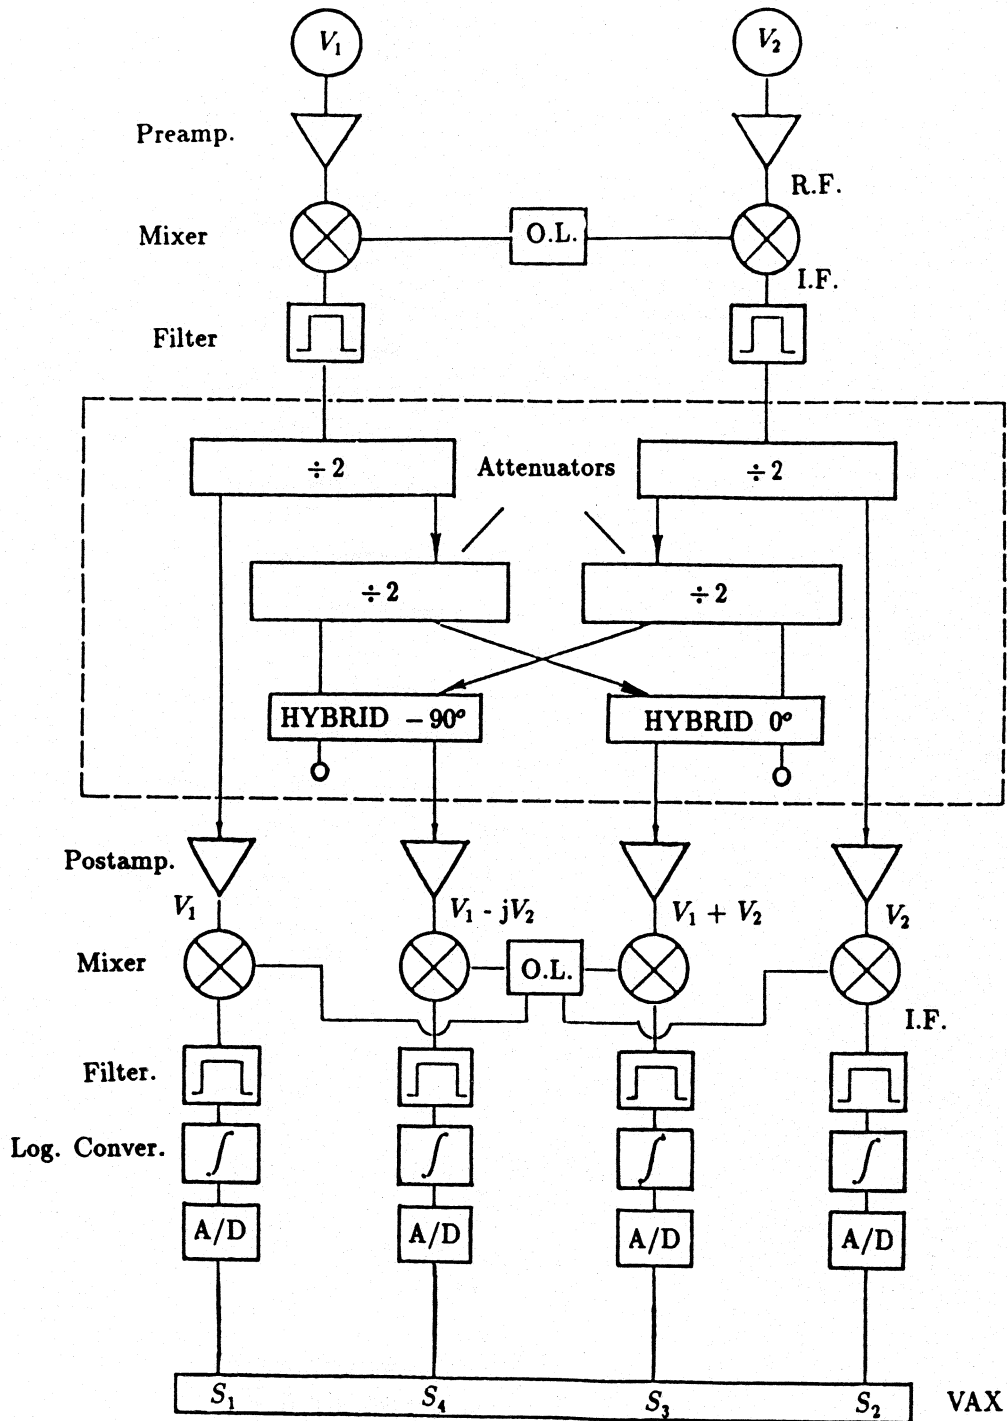 V1 V2
Preamp.
R.F.
Mixer O.L.
I.F.
Filter
÷2 Attenuators ÷2
÷2 ÷2
HYBRID − 90° HYBRID 0°
Postamp.
V1 V1 - jV2 V1 + V2 V2
Mixer O.L.
I.F.
Filter.
Log. Conver. ∫ ∫ ∫ ∫
A/D A/D A/D A/D
S1 S4 S3 S2 VAX